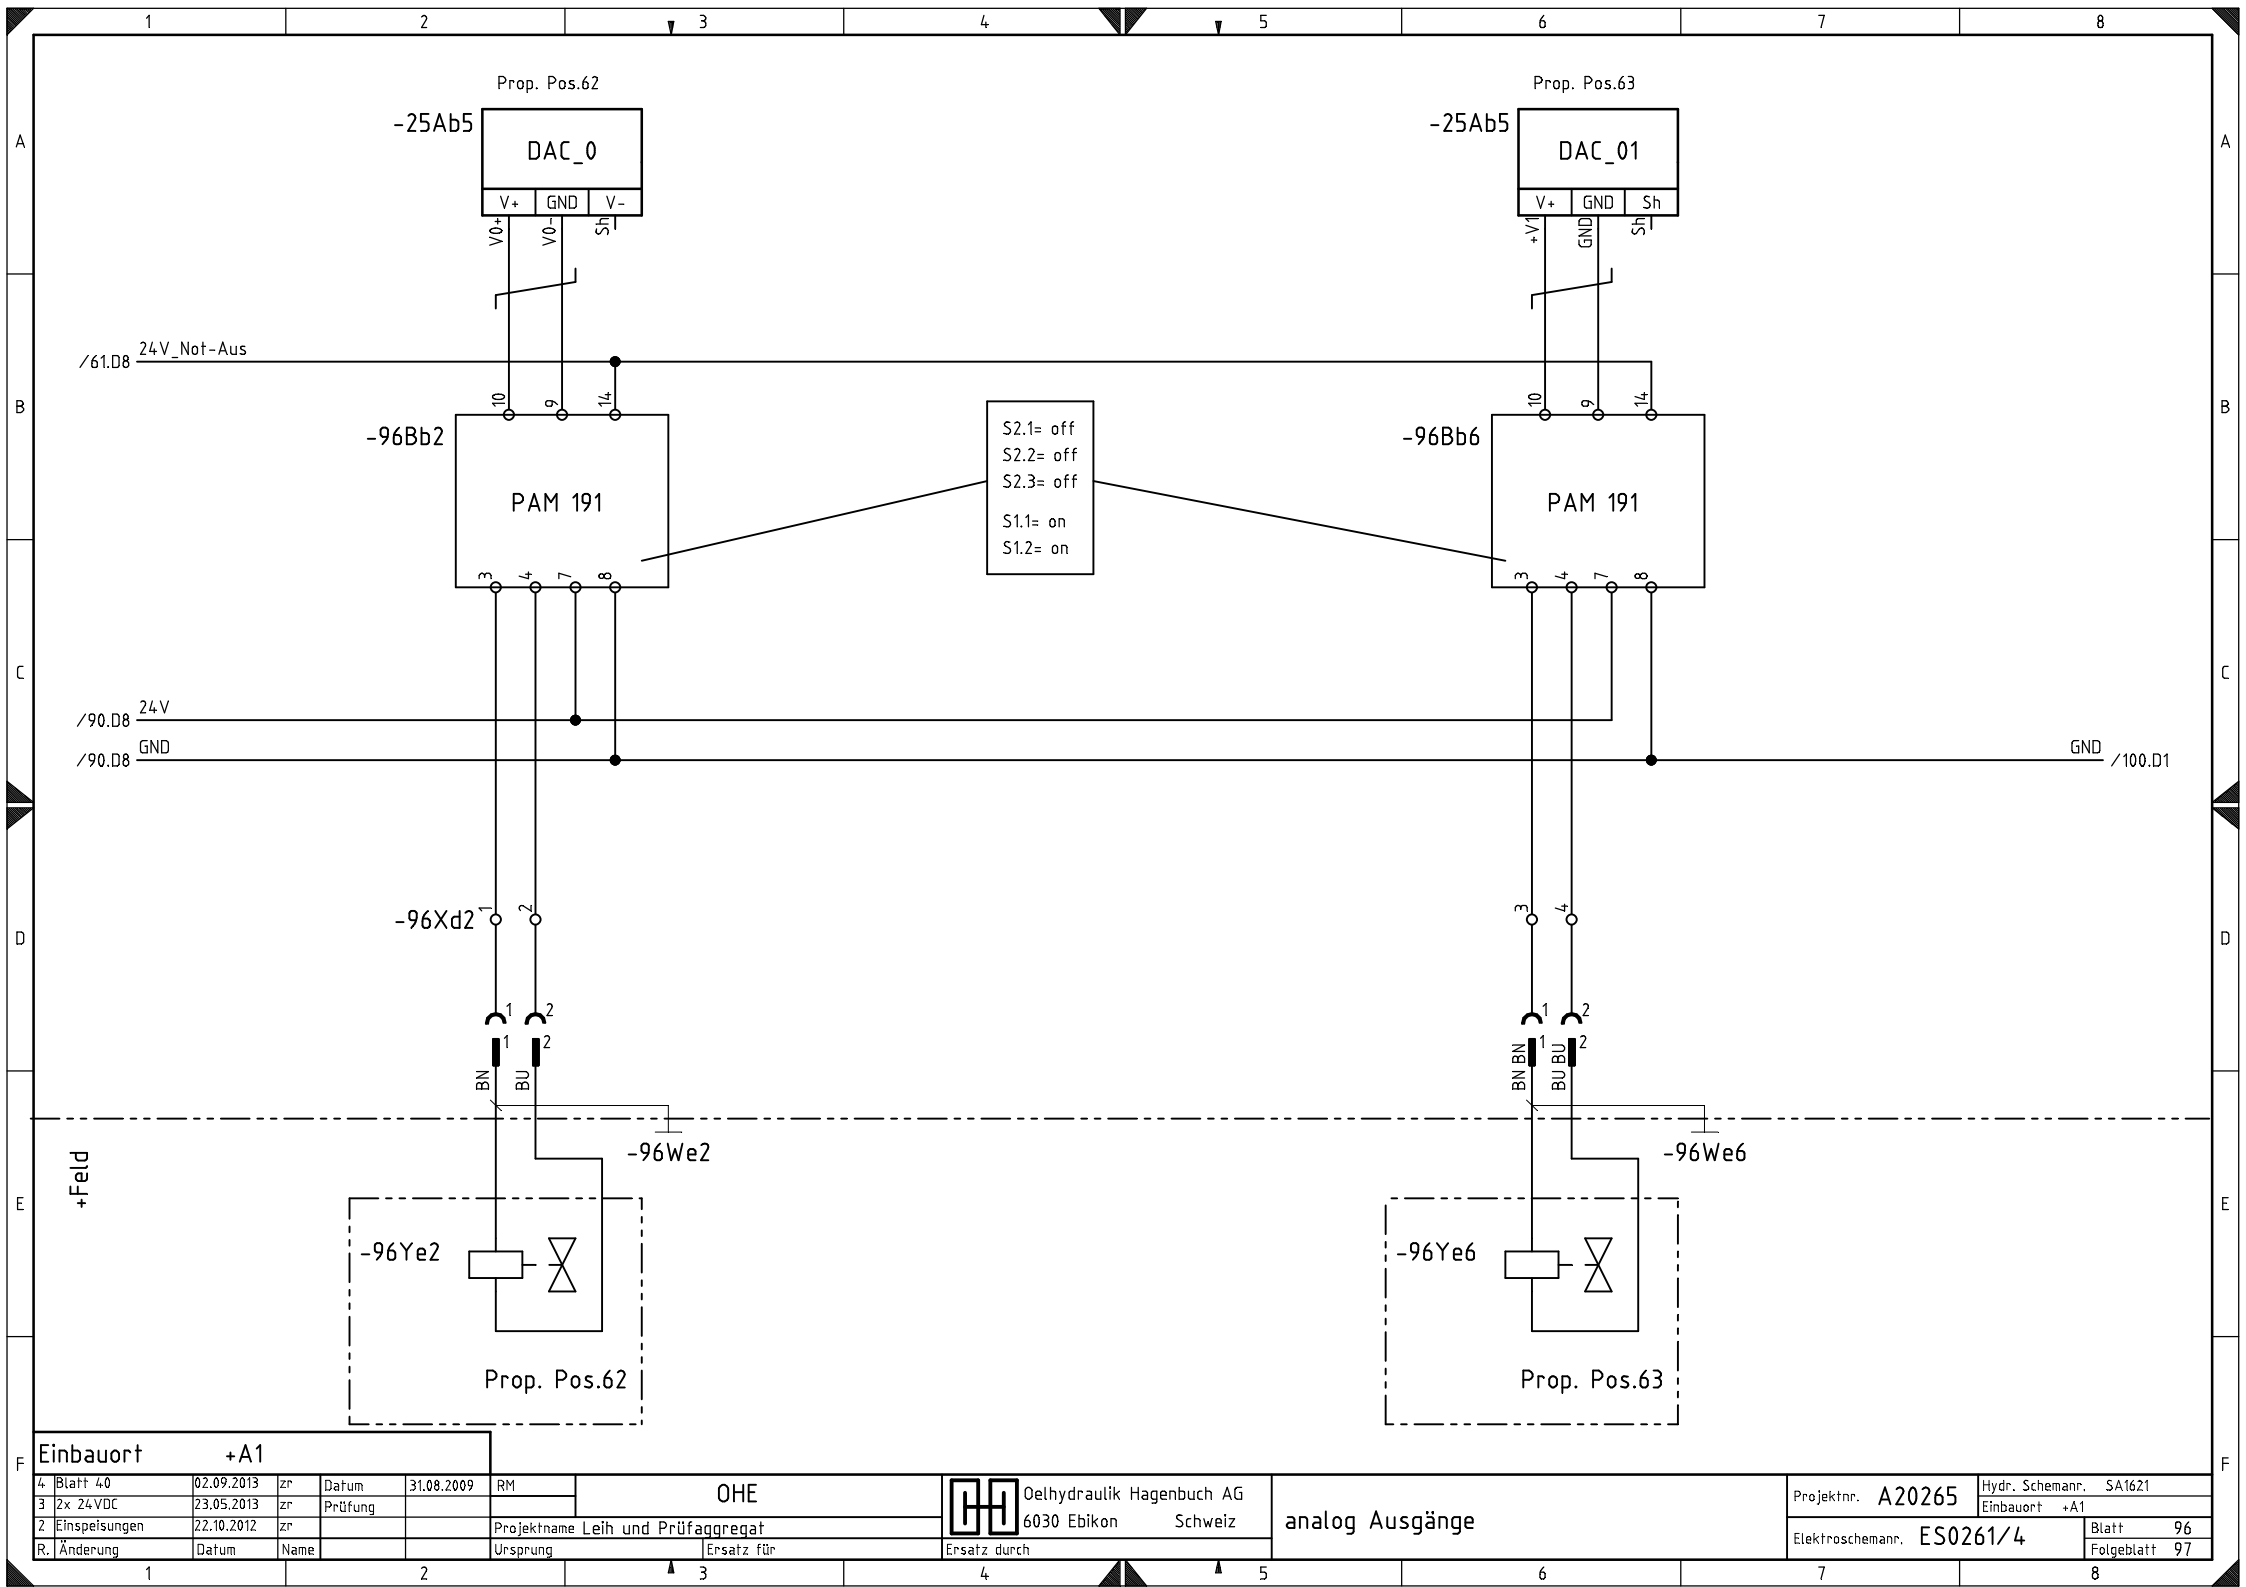 1 2 3 4 5 6 7 8
Prop. Pos.62
Prop. Pos.63
A
-25Ab5
DAC_0
-25Ab5
DAC_01
A
V+ GND V-
V+ GND Sh
V0+ V0- Sh
+V1 GND Sh
/61.D8 24V_Not-Aus
10 9 14
10 9 14
B
-96Bb2
PAM 191
S2.1= off
S2.2= off
S2.3= off
S1.1= on
S1.2= on
-96Bb6
PAM 191
B
3 4 7 8
3 4 7 8
C
C
/90.D8 24V
/90.D8 GND
GND /100.D1
-96Xd2 1 2
3 4
D
D
1 2
1 2
1 2
BN BN 1 BU BU 2
BN BU
-96We2
-96We6
+Feld
E
E
-96Ye2
-96Ye6
Prop. Pos.62
Prop. Pos.63
F
F
Einbauort +A1
4 Blatt 40 02.09.2013 zr
3 2x 24VDC 23.05.2013 zr
2 Einspeisungen 22.10.2012 zr
R. Änderung Datum Name
Datum 31.08.2009 RM
Prüfung
OHE
Projektname Leih und Prüfaggregat
Ursprung Ersatz für Ersatz durch
Oelhydraulik Hagenbuch AG
6030 Ebikon Schweiz
analog Ausgänge
Projektnr. A20265
Hydr. Schemanr. SA1621
Einbauort +A1
Elektroschemanr. ES0261/4
Blatt 96
Folgeblatt 97
1 2 3 4 5 6 7 8